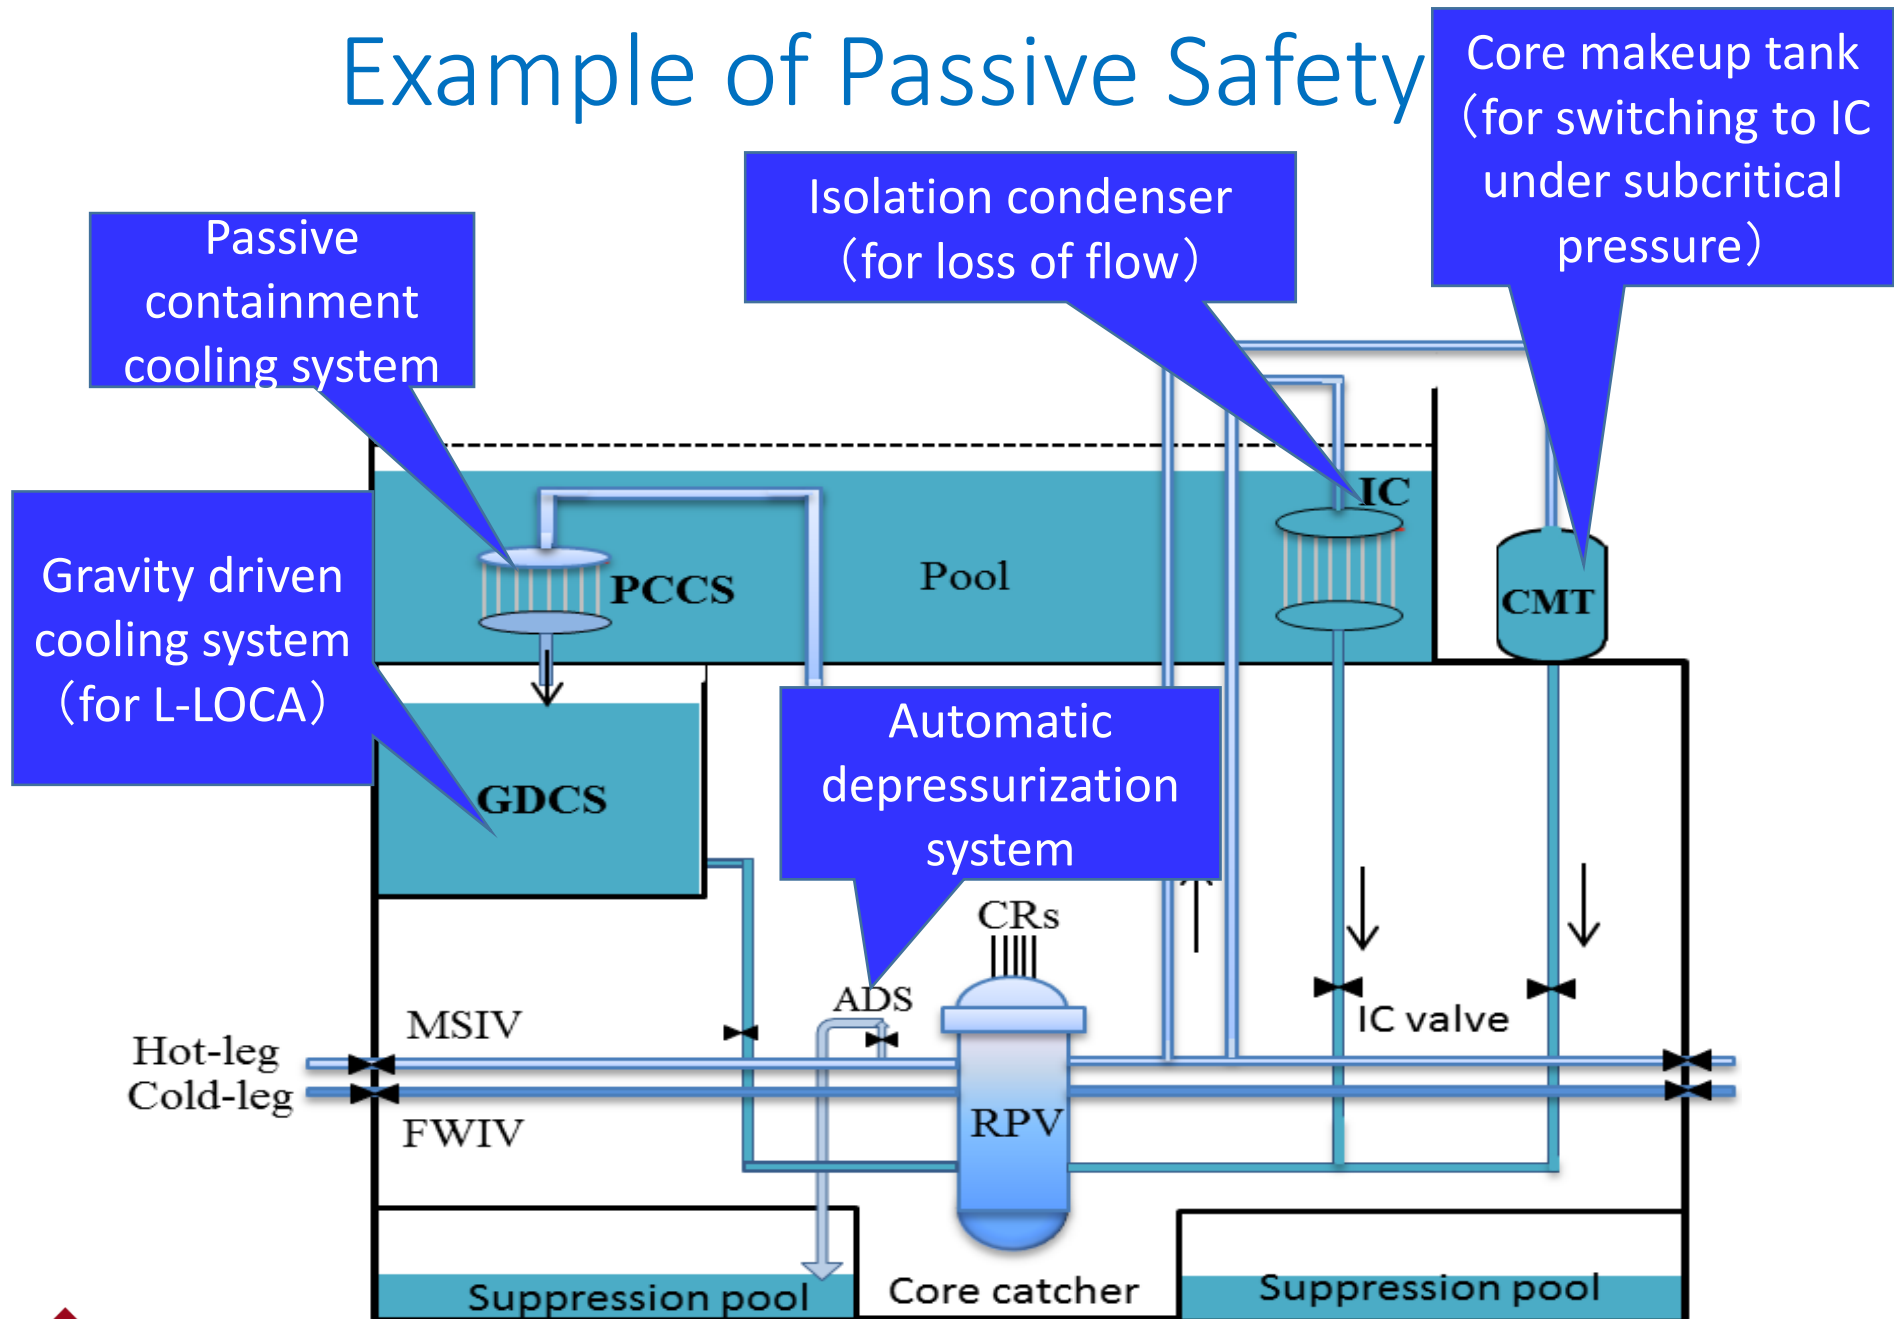 Example of Passive Safety
Core makeup tank
（for switching to IC
under subcritical
pressure）
Isolation condenser
（for loss of flow）
Passive
containment
cooling system
Gravity driven
cooling system
（for L-LOCA）
IC
PCCS
Pool
CMT
GDCS
Automatic
depressurization
system
CRs
ADS
MSIV
IC valve
Hot-leg
Cold-leg
FWIV
RPV
Suppression pool
Core catcher
Suppression pool